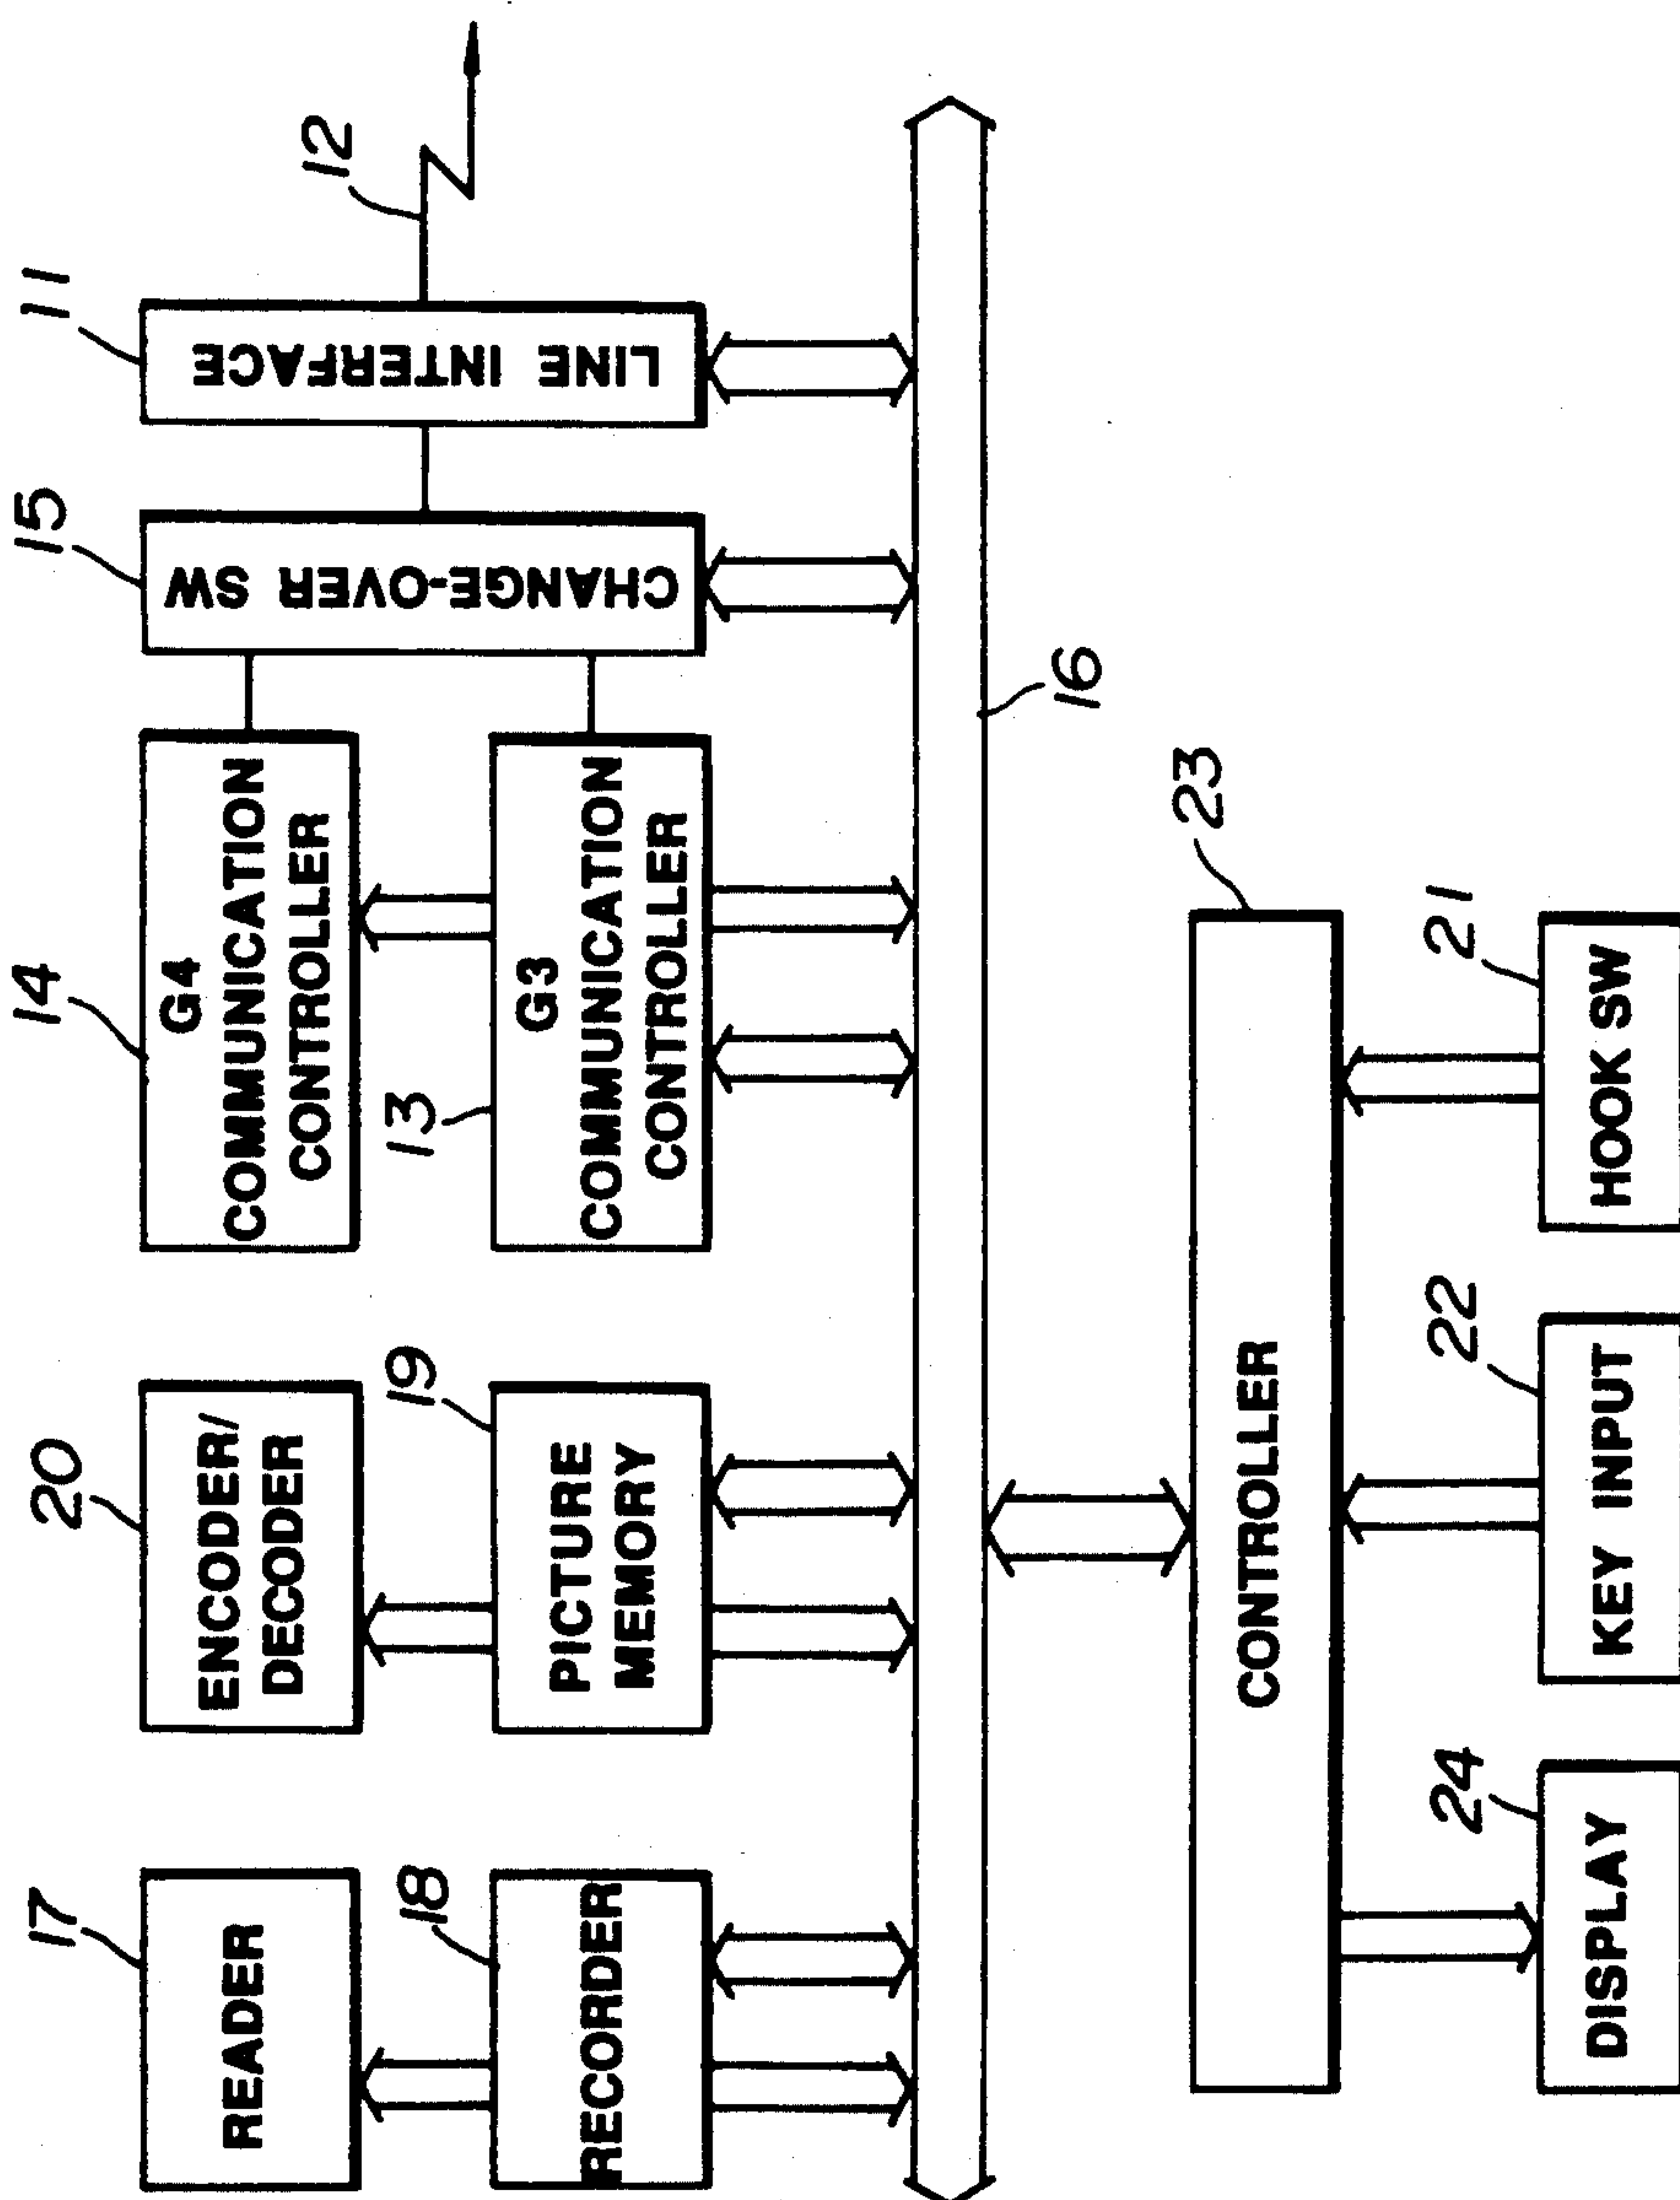 17
READER
20
ENCODER/
DECODER
14
G4
COMMUNICATION
CONTROLLER
15
CHANGE-OVER SW
11
LINE INTERFACE
12
18
RECORDER
19
PICTURE
MEMORY
13
G3
COMMUNICATION
CONTROLLER
16
23
CONTROLLER
24
DISPLAY
22
KEY INPUT
21
HOOK SW